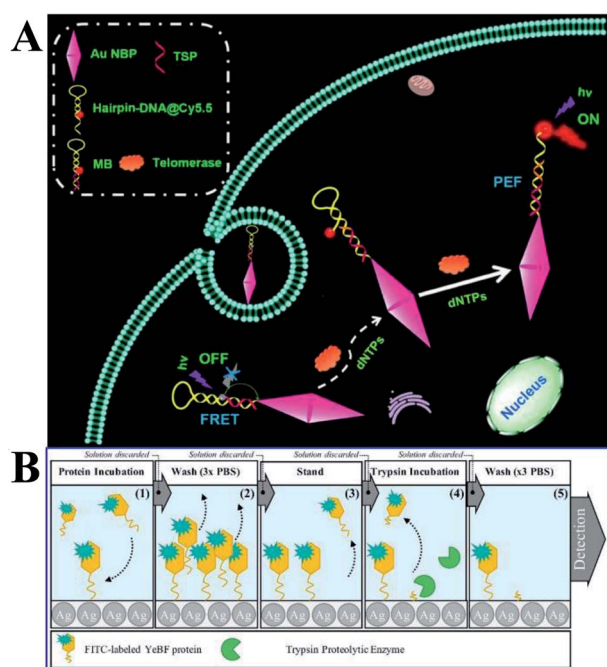 A
Au NBP
TSP
Hairpin-DNA@Cy5.5
MB
Telomerase
hv
ON
PEF
dNTPs
hv
OFF
FRET
dNTPs
Nucleus
B
Solution discarded
Solution discarded
Solution discarded
Solution discarded
Protein Incubation
Wash (3x PBS)
Stand
Trypsin Incubation
Wash (x3 PBS)
(1)
(2)
(3)
(4)
(5)
Detection
Ag Ag Ag Ag Ag Ag Ag Ag Ag Ag Ag Ag Ag Ag Ag Ag Ag Ag Ag Ag
FITC-labeled YeBF protein
Trypsin Proteolytic Enzyme